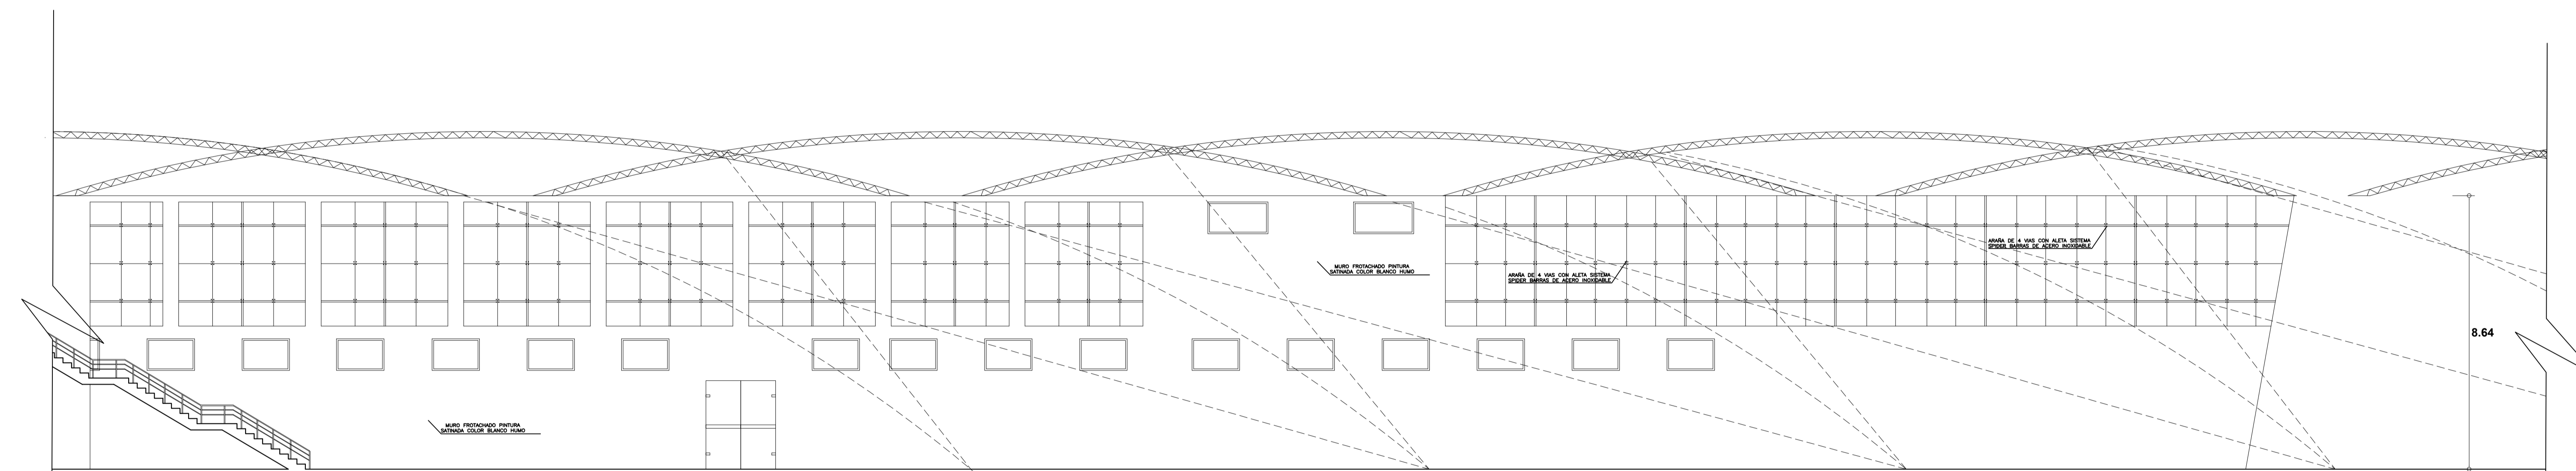 ARAÑA DE 4 VIAS CON ALETA SISTEMA
SPIDER BARRAS DE ACERO INOXIDABLE
MURO FROTACHADO PINTURA
SATINADA COLOR BLANCO HUMO
ARAÑA DE 4 VIAS CON ALETA SISTEMA
SPIDER BARRAS DE ACERO INOXIDABLE
8.64
MURO FROTACHADO PINTURA
SATINADA COLOR BLANCO HUMO